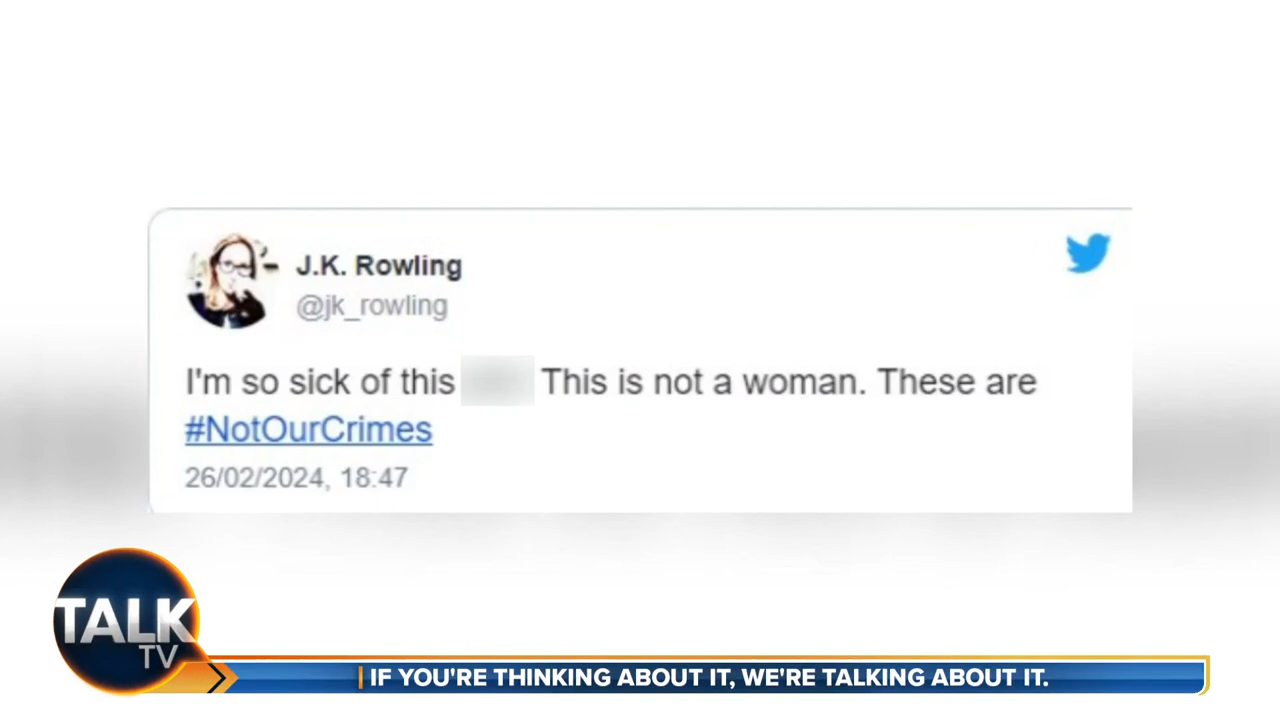 J.K. Rowling
@jk_rowling
I'm so sick of this This is not a woman. These are
#NotOurCrimes
26/02/2024, 18:47
TALK
TV
IF YOU'RE THINKING ABOUT IT, WE'RE TALKING ABOUT IT.